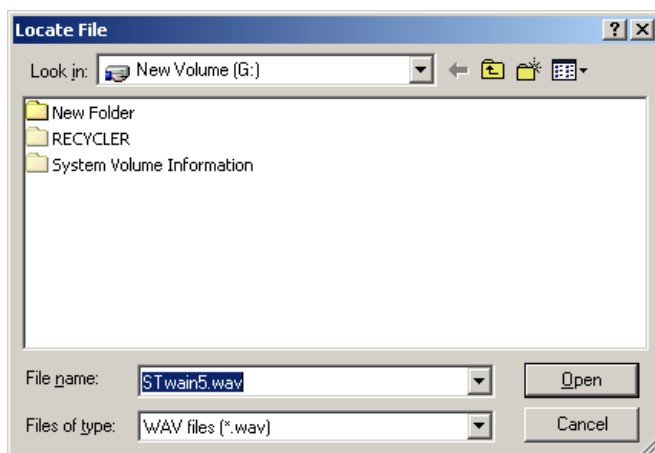 Locate File
Look in: New Volume (G:)
New Folder
RECYCLER
System Volume Information
File name: STwain5.wav Open
Files of type: WAV files (*.wav) Cancel